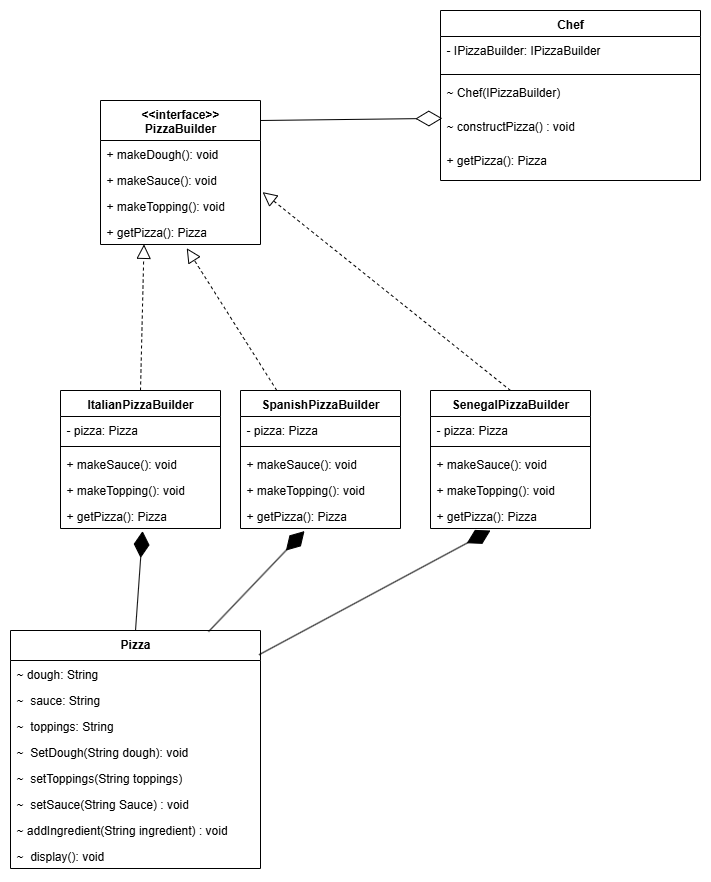 Chef
- IPizzaBuilder: IPizzaBuilder
~ Chef(IPizzaBuilder)
~ constructPizza() : void
+ getPizza(): Pizza
<<interface>>
PizzaBuilder
+ makeDough(): void
+ makeSauce(): void
+ makeTopping(): void
+ getPizza(): Pizza
ItalianPizzaBuilder
- pizza: Pizza
+ makeSauce(): void
+ makeTopping(): void
+ getPizza(): Pizza
SpanishPizzaBuilder
- pizza: Pizza
+ makeSauce(): void
+ makeTopping(): void
+ getPizza(): Pizza
SenegalPizzaBuilder
- pizza: Pizza
+ makeSauce(): void
+ makeTopping(): void
+ getPizza(): Pizza
Pizza
~ dough: String
~ sauce: String
~ toppings: String
~ SetDough(String dough): void
~ setToppings(String toppings)
~ setSauce(String Sauce) : void
~ addIngredient(String ingredient) : void
~ display(): void